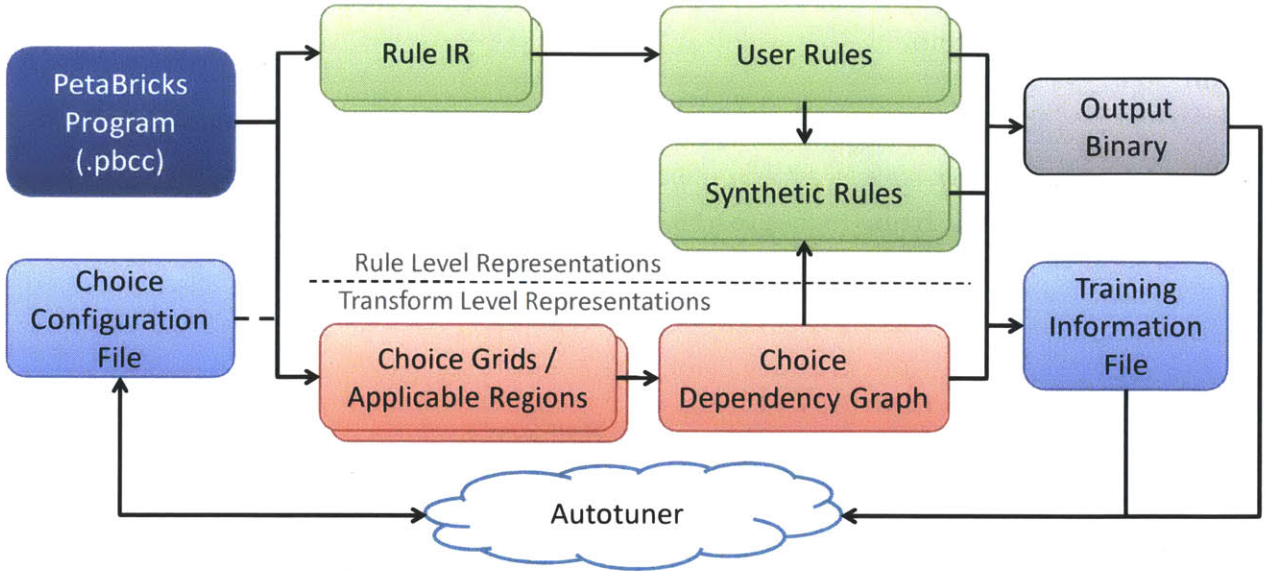 PetaBricks
Program
(.pbcc)
Rule IR
User Rules
Output
Binary
Synthetic Rules
Rule Level Representations
Transform Level Representations
Choice
Configuration
File
Training
Information
File
Choice Grids /
Applicable Regions
Choice
Dependency Graph
Autotuner